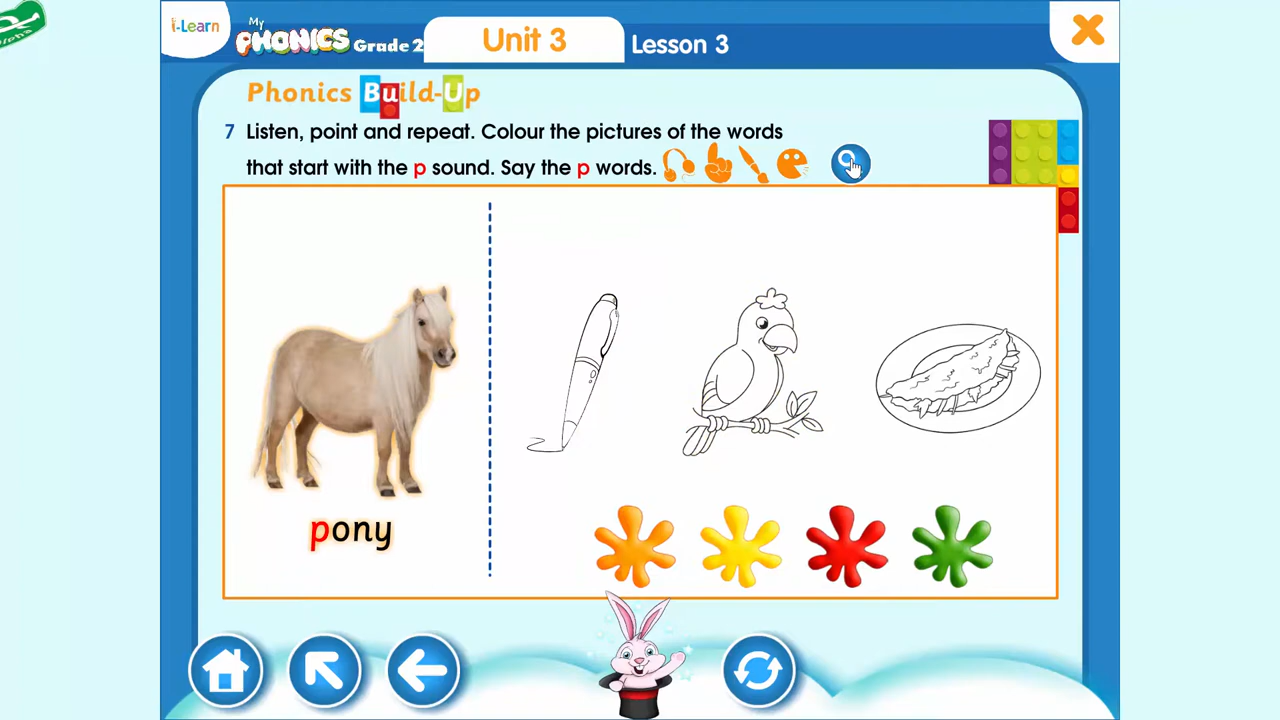 i-Learn
My
PHONICS Grade 2
Unit 3
Lesson 3
Phonics Build-Up
7 Listen, point and repeat. Colour the pictures of the words
that start with the p sound. Say the p words.
pony